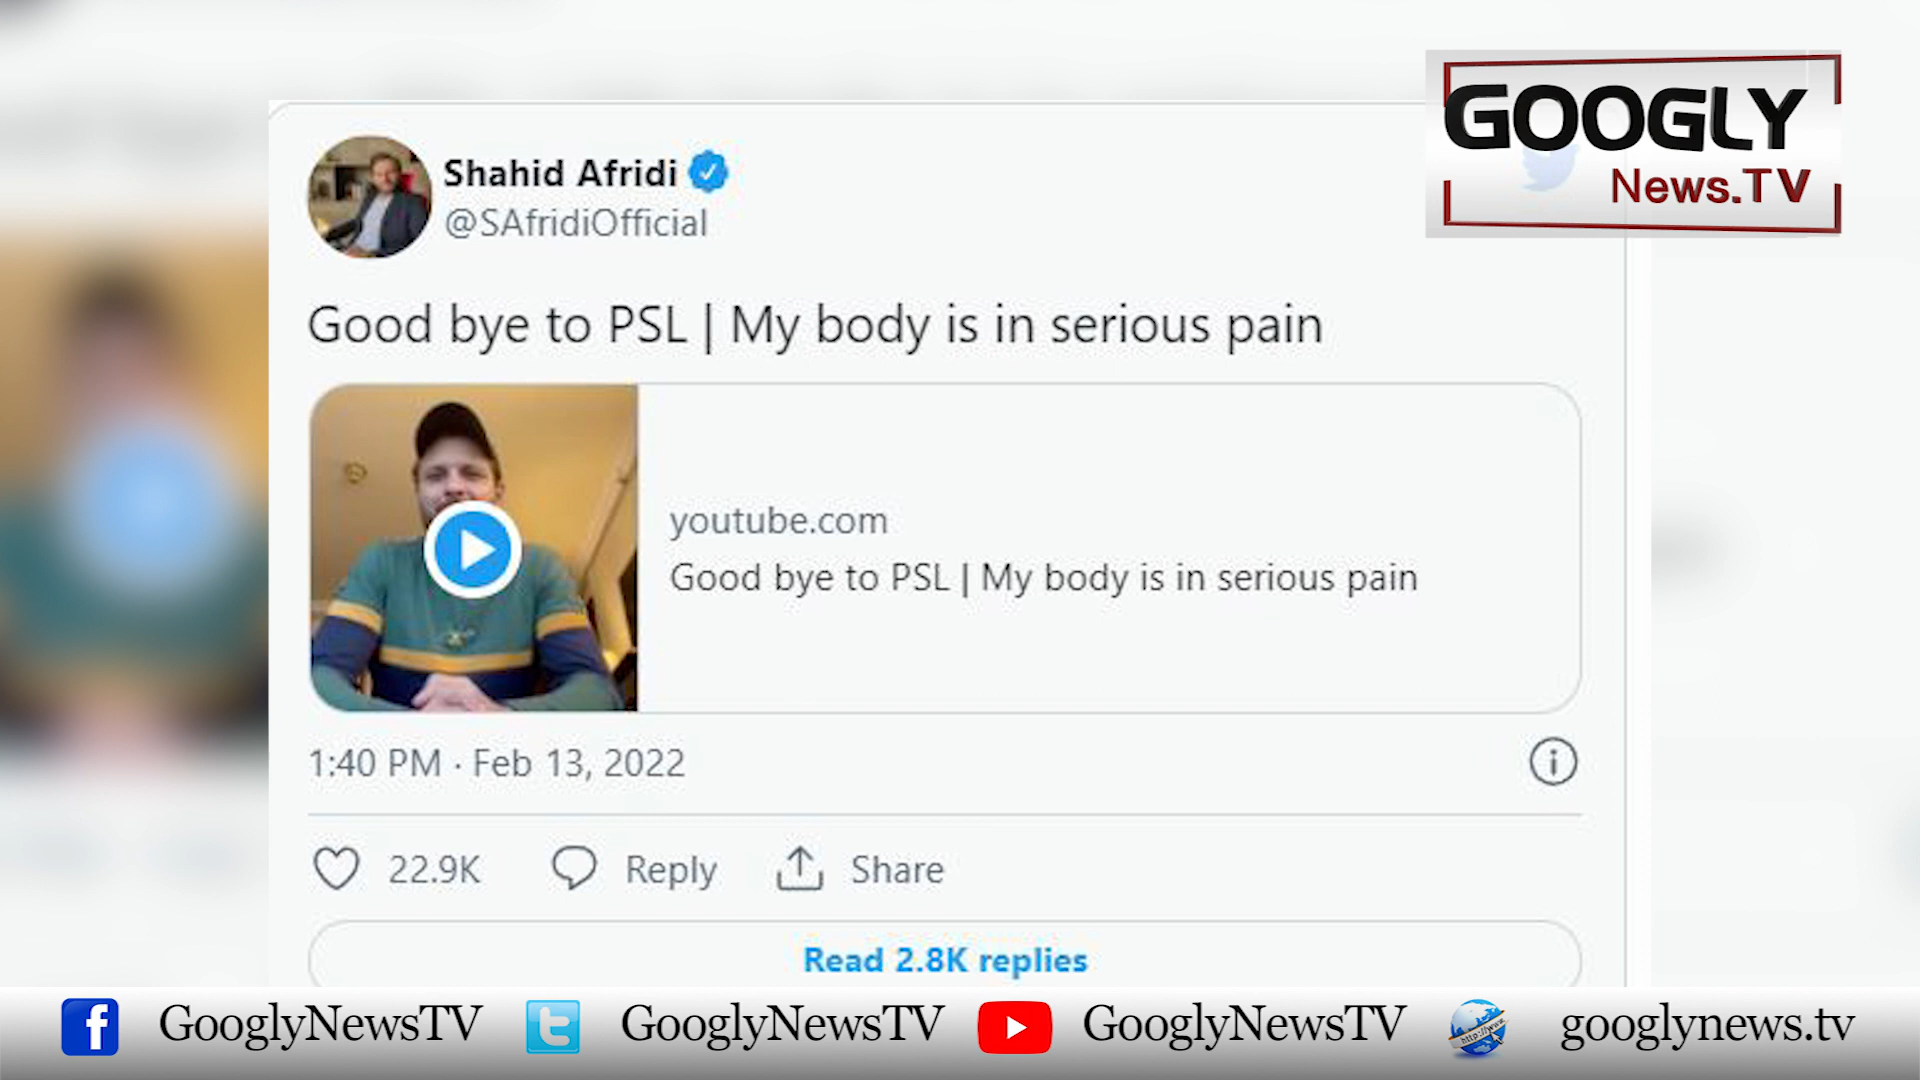 GOOGLY
News.TV
Shahid Afridi
@SAfridiOfficial
Good bye to PSL | My body is in serious pain
youtube.com
Good bye to PSL | My body is in serious pain
1:40 PM · Feb 13, 2022
22.9K Reply Share
Read 2.8K replies
GooglyNewsTV GooglyNewsTV GooglyNewsTV googlynews.tv